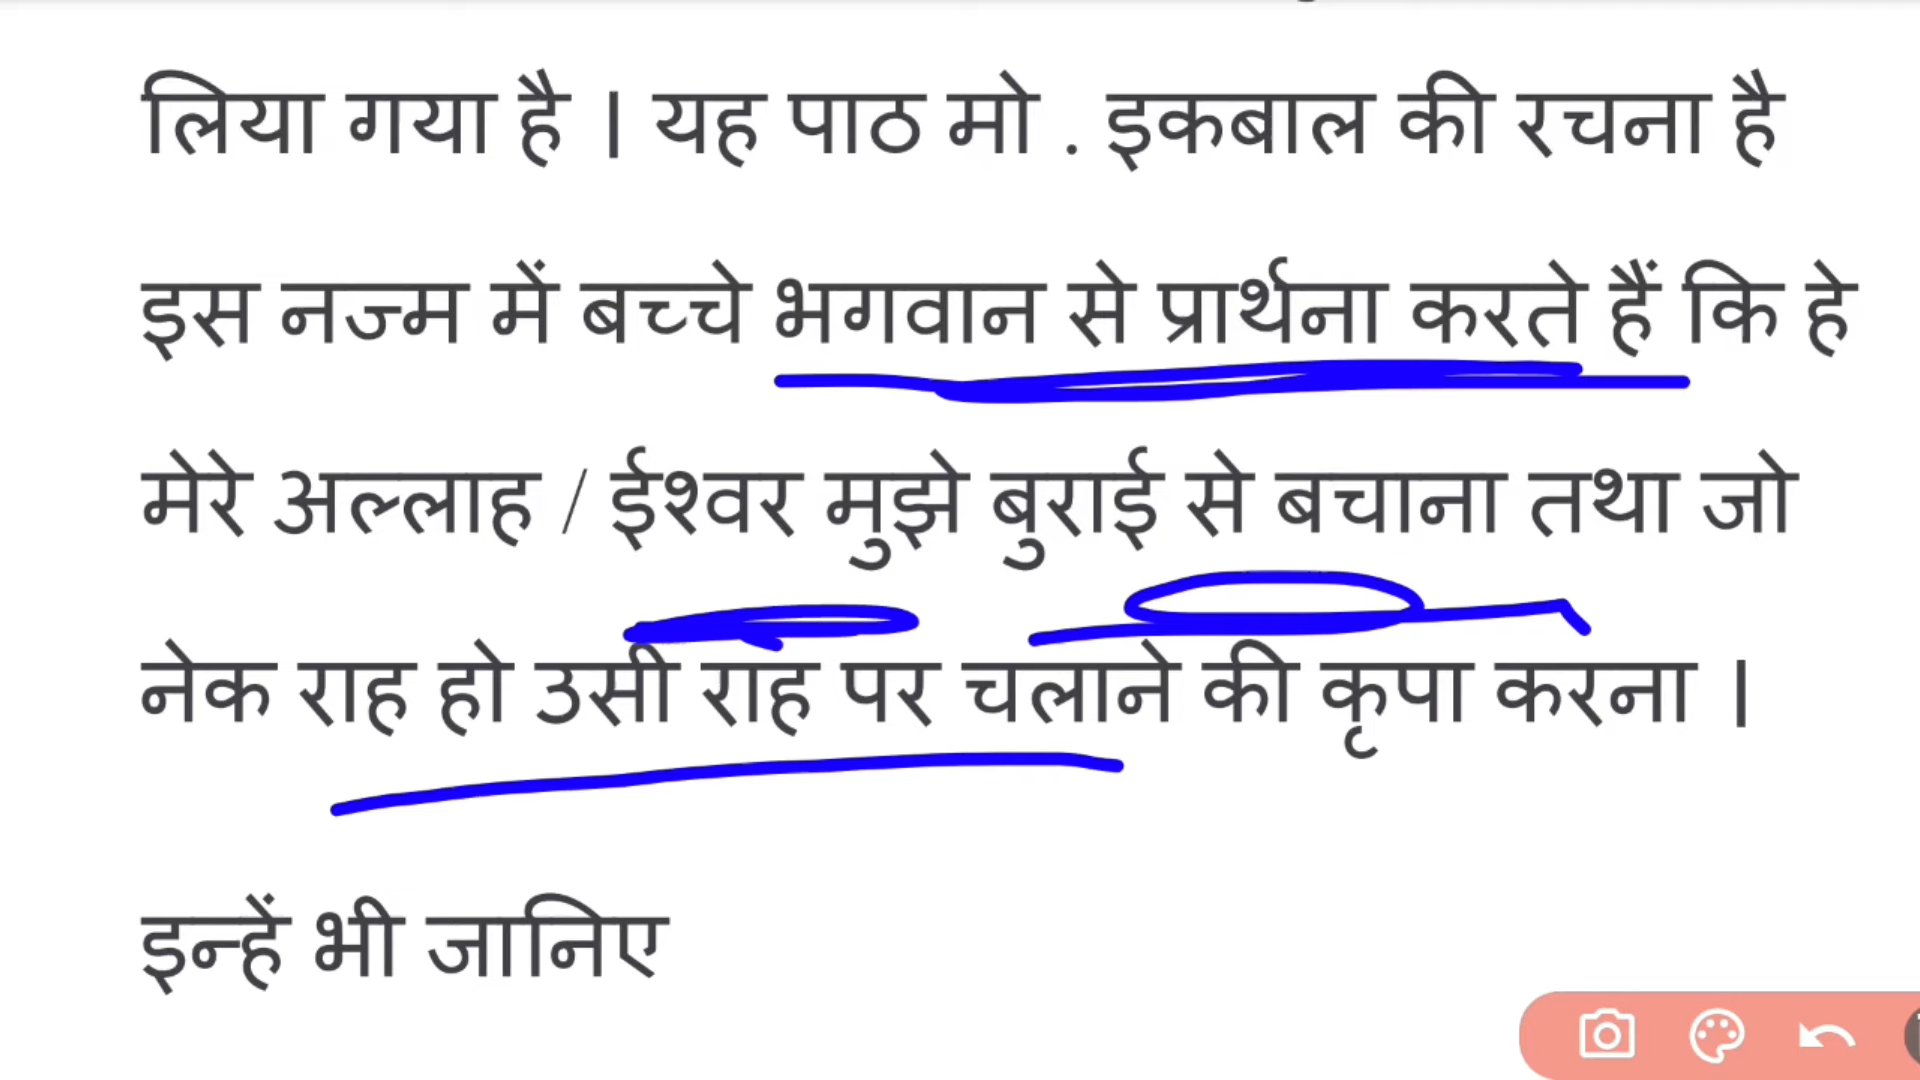 लिया गया है । यह पाठ मो . इकबाल की रचना है
इस नज्म में बच्चे भगवान से प्रार्थना करते हैं कि हे
मेरे अल्लाह / ईश्वर मुझे बुराई से बचाना तथा जो
नेक राह हो उसी राह पर चलाने की कृपा करना ।
इन्हें भी जानिए